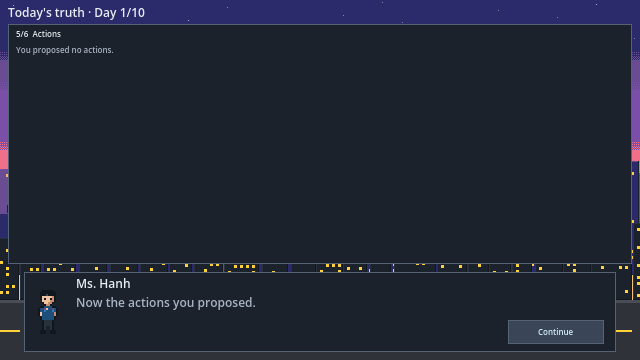 Today's truth · Day 1/10
5/6 Actions
You proposed no actions.
Ms. Hanh
Now the actions you proposed.
Continue